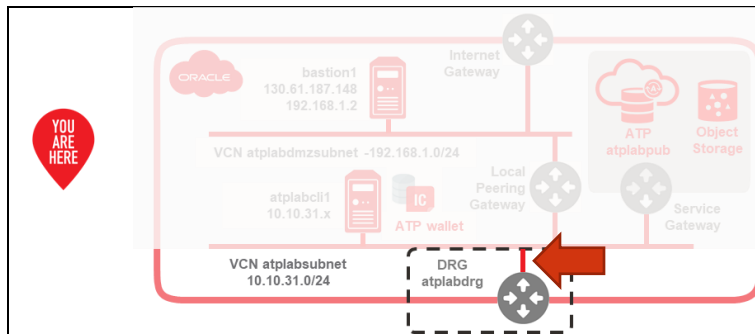 YOU
ARE
HERE
ORACLE
bastion1
130.61.187.148
192.168.1.2
Internet
Gateway
ATP
atplabpub
Object
Storage
VCN atplabdmzsubnet -192.168.1.0/24
Local
Peering
Gateway
atplabcli1
10.10.31.x
IC
ATP wallet
Service
Gateway
VCN atplabsubnet
10.10.31.0/24
DRG
atplabdrg